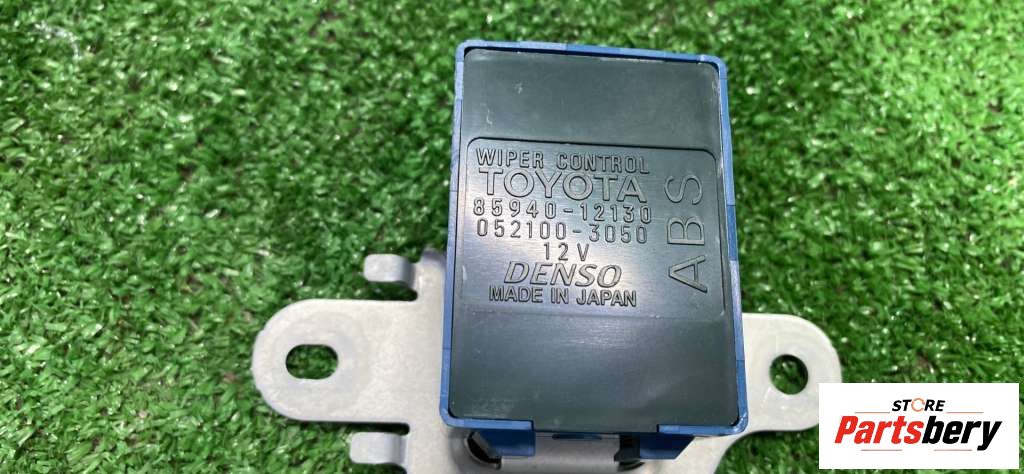 WIPER CONTROL
TOYOTA
85940-12130
052100-3050
12V
DENSO
MADE IN JAPAN
ABS
STORE
Partsbery